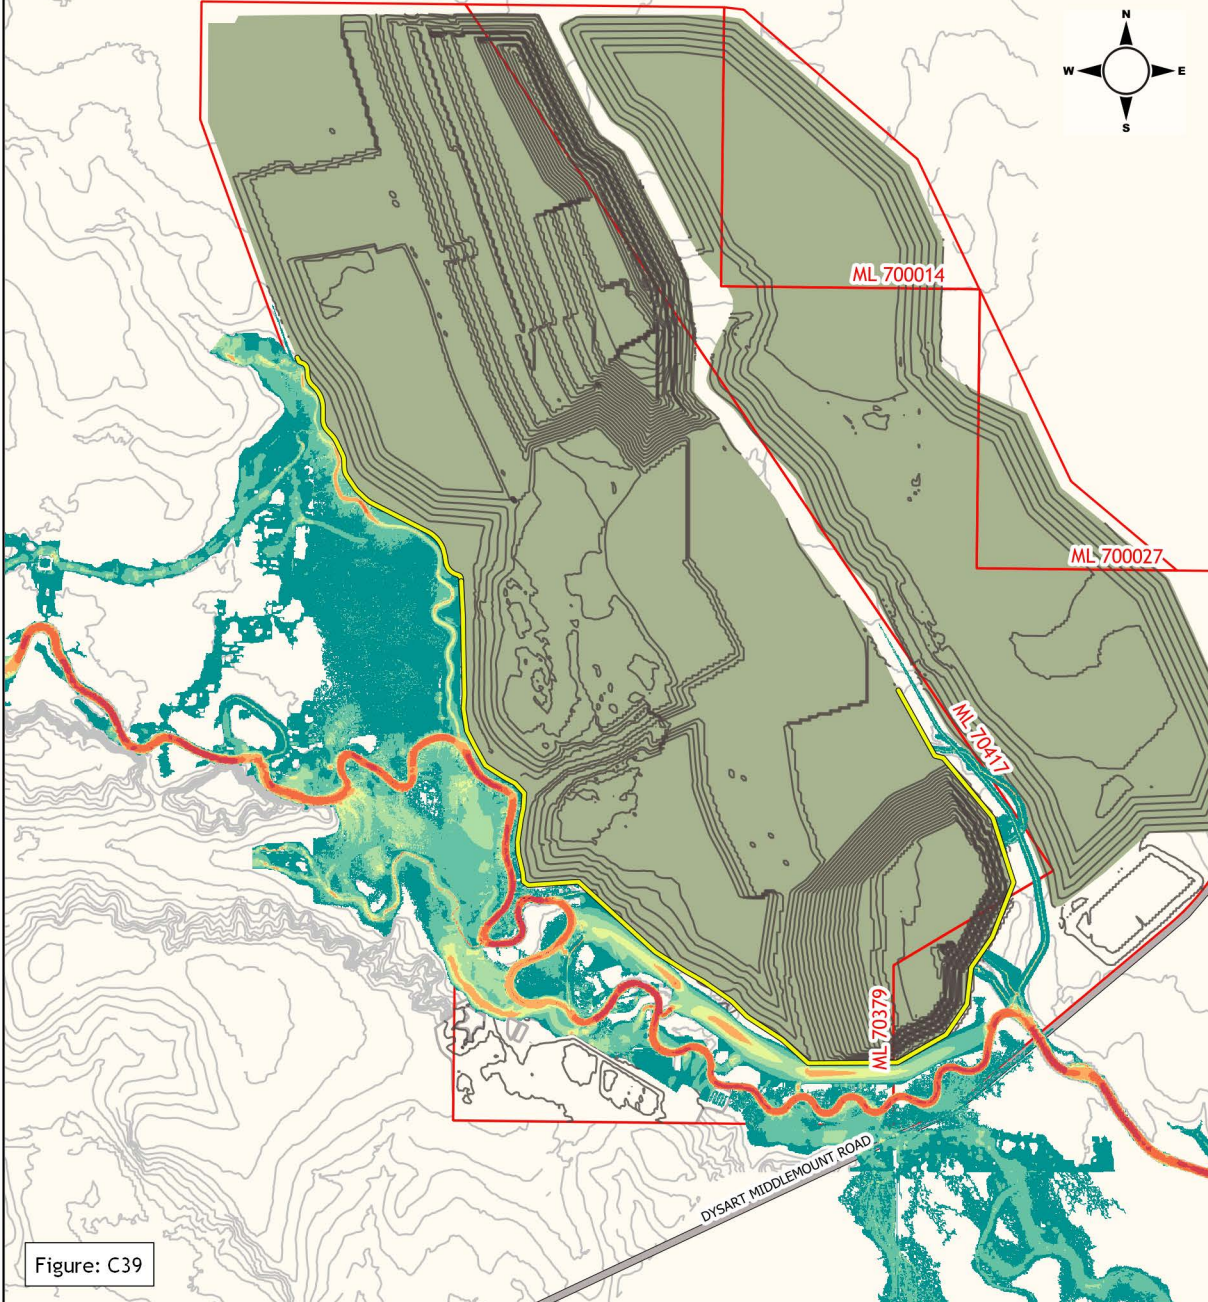 N
W
E
S
ML 700014
ML 700027
ML 70417
ML 70379
DYSART MIDDLEMOUNT ROAD
Figure: C39